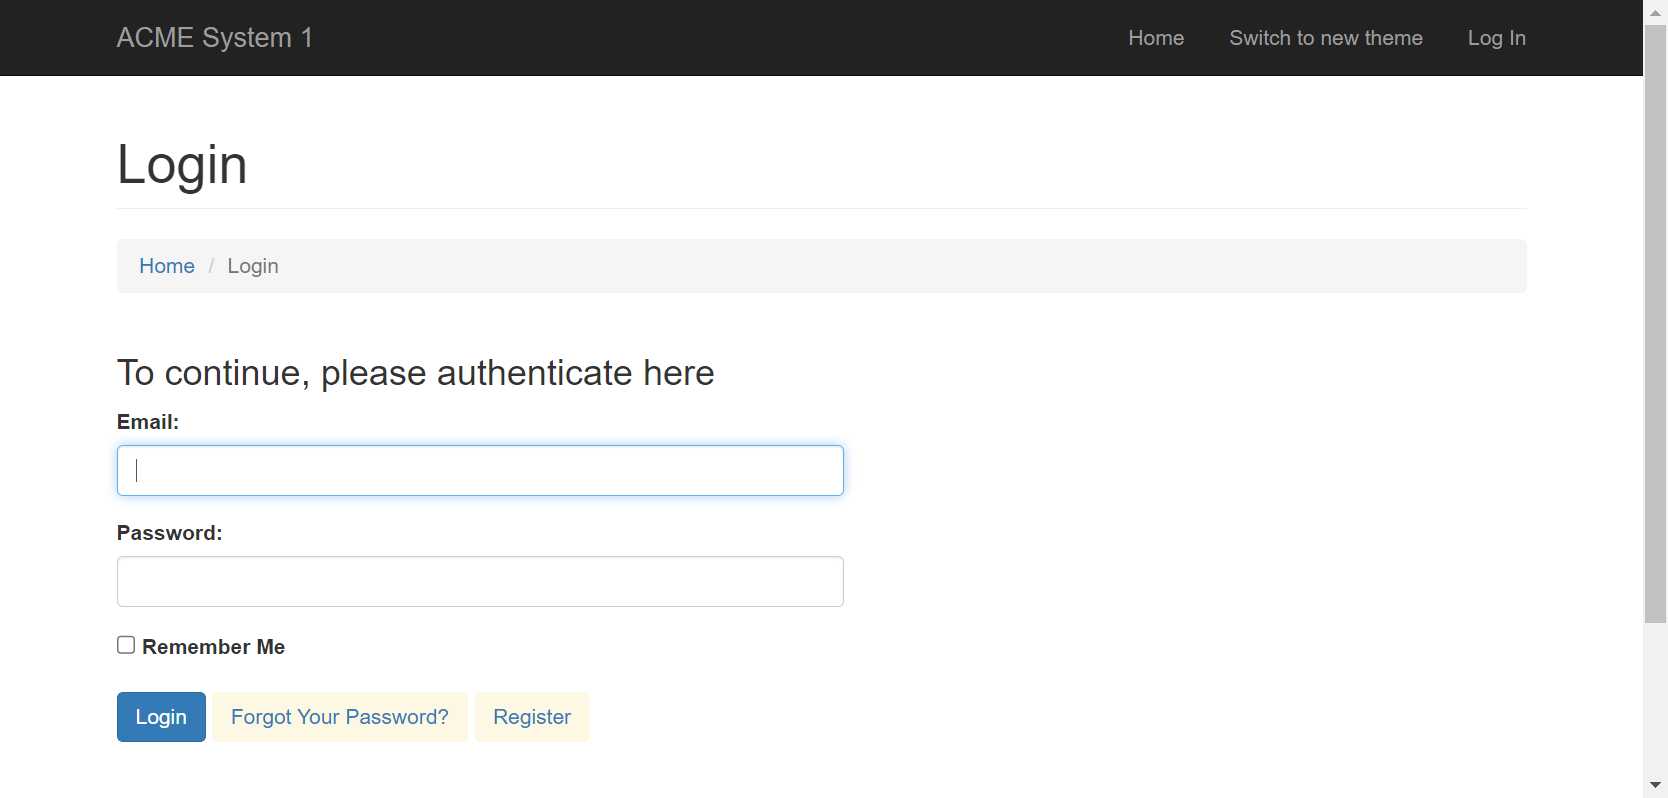 ACME System 1 Home Switch to new theme Log In
Login
Home / Login
To continue, please authenticate here
Email:
Password:
Remember Me
Login Forgot Your Password? Register